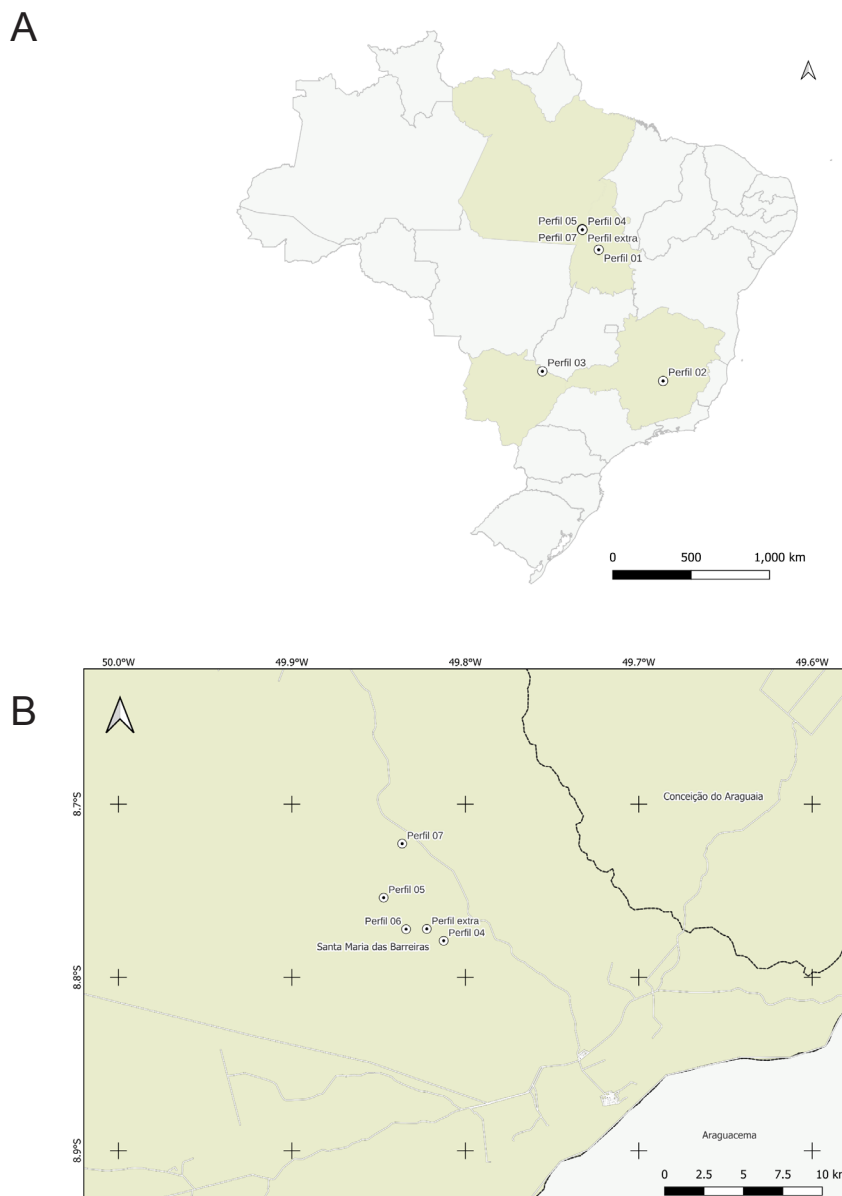 A
Perfil 05 Perfil 04
Perfil 07 Perfil extra
Perfil 01
Perfil 03
Perfil 02
0 500 1,000 km
50.0°W 49.9°W 49.8°W 49.7°W 49.6°W
B
8.7°S
Conceição do Araguaia
Perfil 07
Perfil 05
Perfil 06 Perfil extra
Perfil 04
Santa Maria das Barreiras
8.8°S
Araguacema
8.9°S
0 2.5 5 7.5 10 km